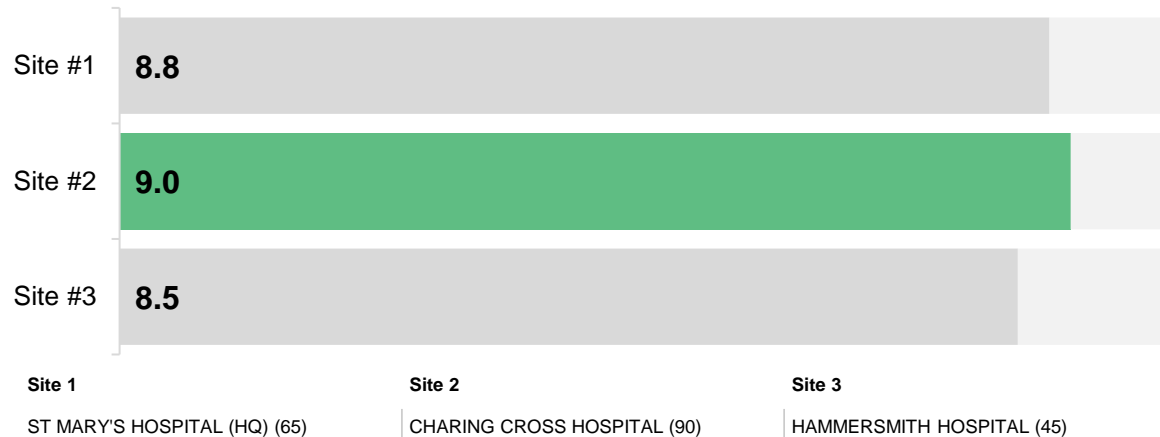 Site #1 8.8
Site #2 9.0
Site #3 8.5
Site 1 Site 2 Site 3
ST MARY'S HOSPITAL (HQ) (65) CHARING CROSS HOSPITAL (90) HAMMERSMITH HOSPITAL (45)